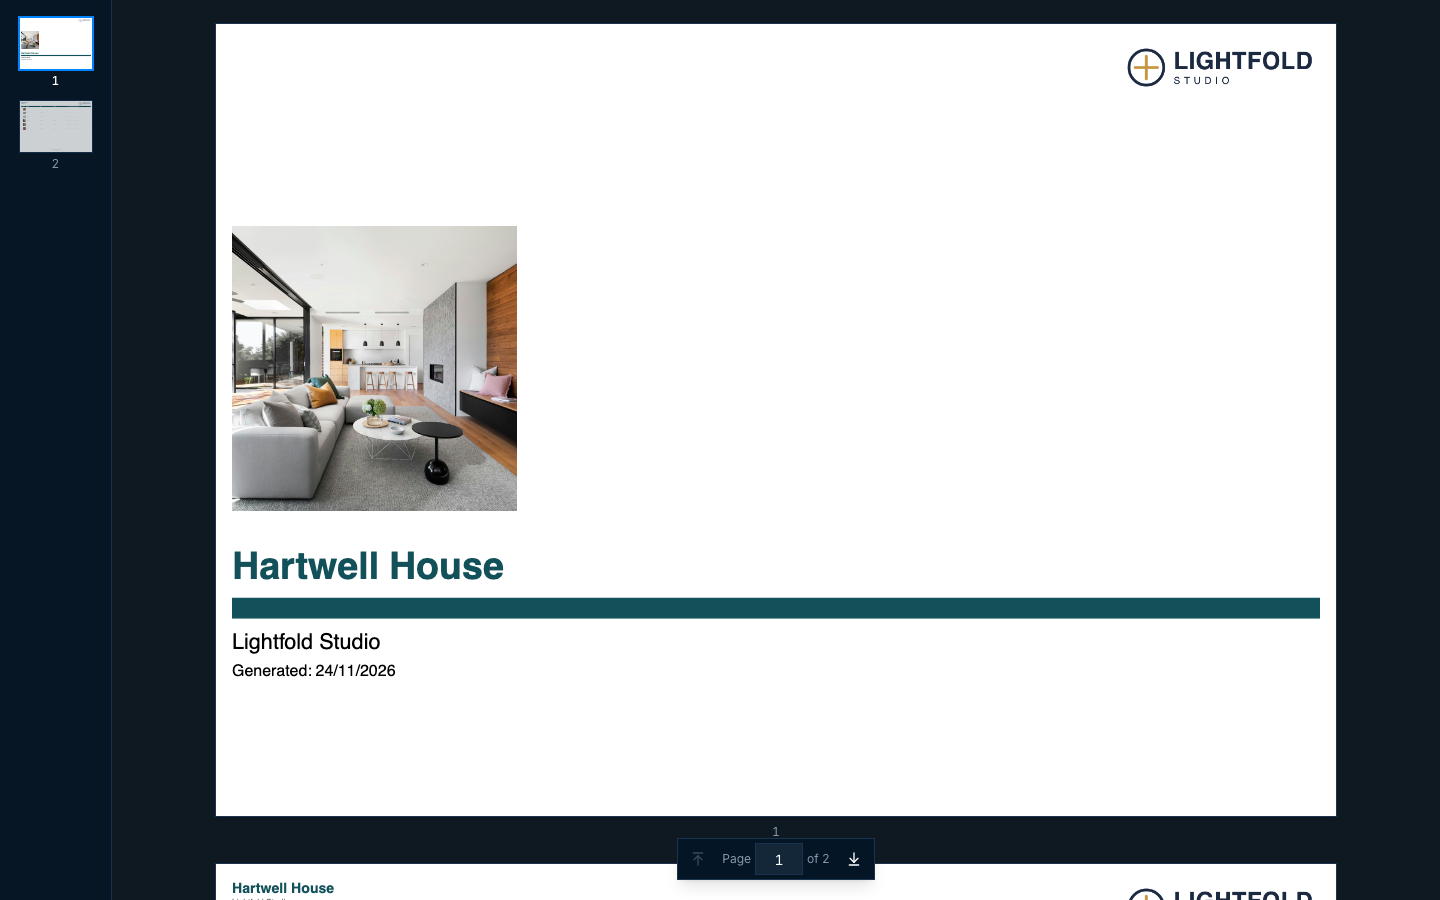 1
2
LIGHTFOLD
STUDIO
Hartwell House
Lightfold Studio
Generated: 24/11/2026
1
Page 1 of 2
Hartwell House
LIGHTFOLD